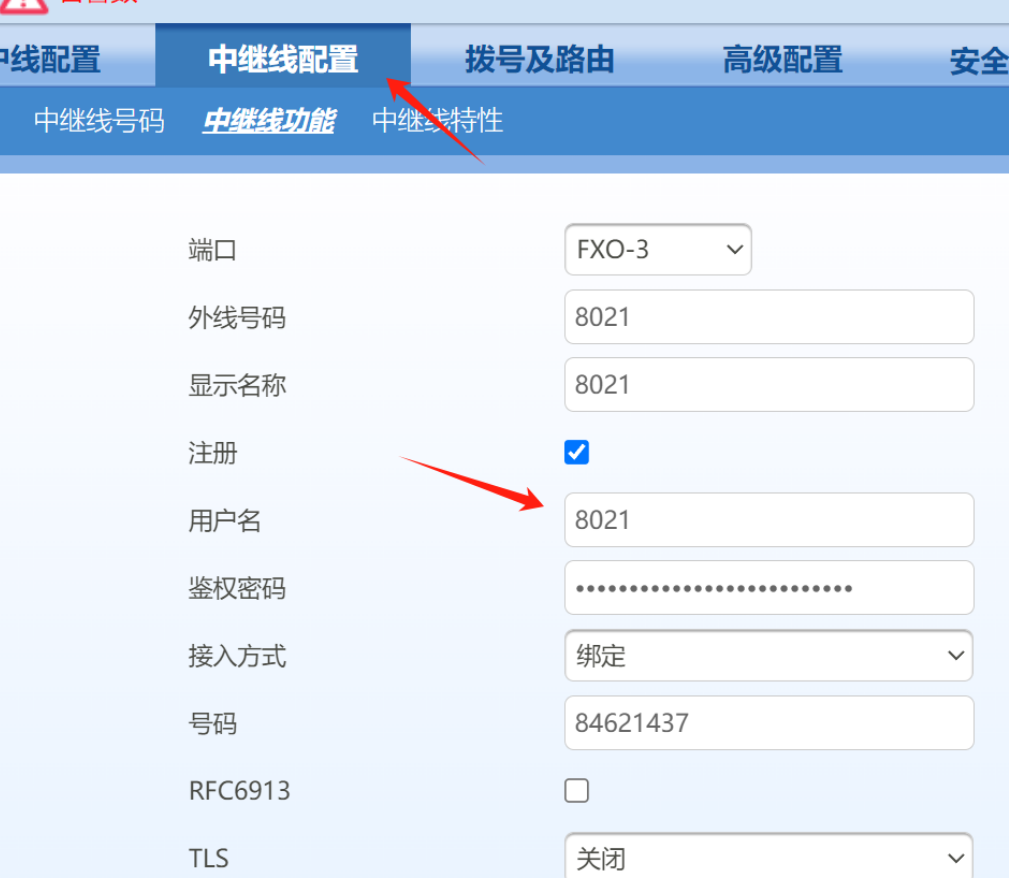 线配置 中继线配置 拨号及路由 高级配置 安全
中继线号码 中继线功能 中继线特性
端口 FXO-3
外线号码 8021
显示名称 8021
注册
用户名 8021
鉴权密码 ••••••••••••••••••••••••••
接入方式 绑定
号码 84621437
RFC6913
TLS 关闭